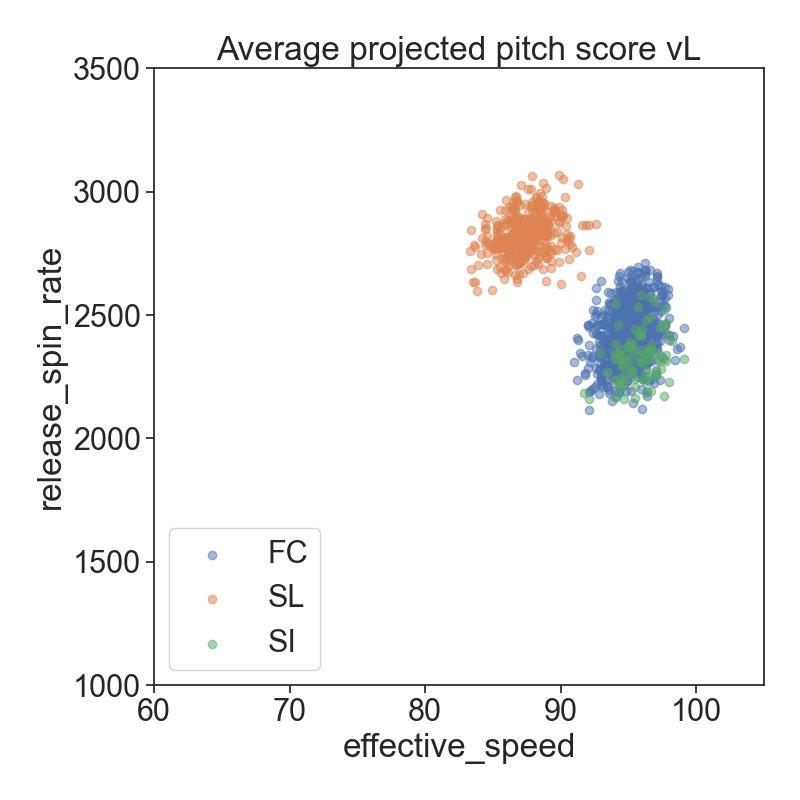 Average projected pitch score vL
3500
3000
2500
2000
1500
1000
release_spin_rate
FC
SL
SI
60 70 80 90 100
effective_speed